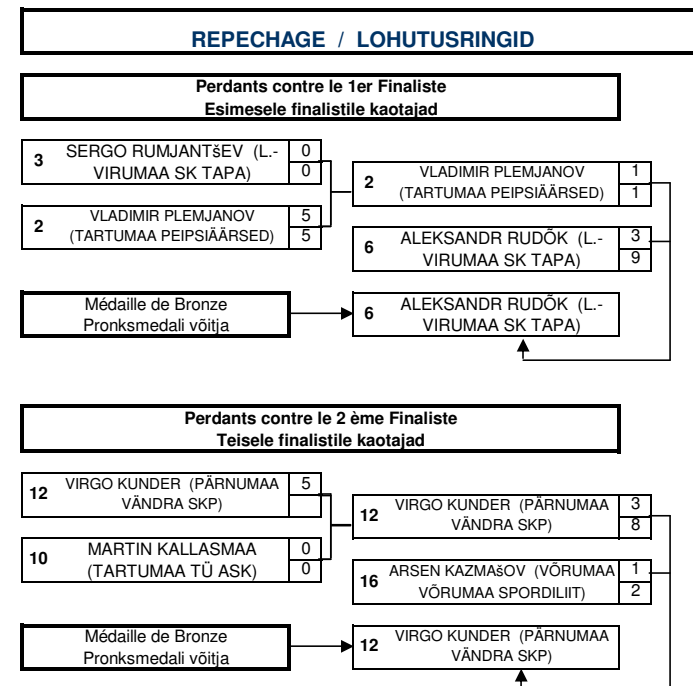 REPECHAGE / LOHUTUSRINGID
Perdants contre le 1er Finaliste
Esimesele finalistile kaotajad
3 SERGO RUMJANTšEV (L.- 0
VIRUMAA SK TAPA) 0
2 VLADIMIR PLEMJANOV 1
(TARTUMAA PEIPSIÄÄRSED) 1
2 VLADIMIR PLEMJANOV 5
(TARTUMAA PEIPSIÄÄRSED) 5
6 ALEKSANDR RUDÕK (L.- 3
VIRUMAA SK TAPA) 9
Médaille de Bronze
Pronksmedali võitja
6 ALEKSANDR RUDÕK (L.-
VIRUMAA SK TAPA)
Perdants contre le 2 ème Finaliste
Teisele finalistile kaotajad
12 VIRGO KUNDER (PÄRNUMAA 5
VÄNDRA SKP)
12 VIRGO KUNDER (PÄRNUMAA 3
VÄNDRA SKP) 8
10 MARTIN KALLASMAA 0
(TARTUMAA TÜ ASK) 0
16 ARSEN KAZMAšOV (VÕRUMAA 1
VÕRUMAA SPORDILIIT) 2
Médaille de Bronze
Pronksmedali võitja
12 VIRGO KUNDER (PÄRNUMAA
VÄNDRA SKP)